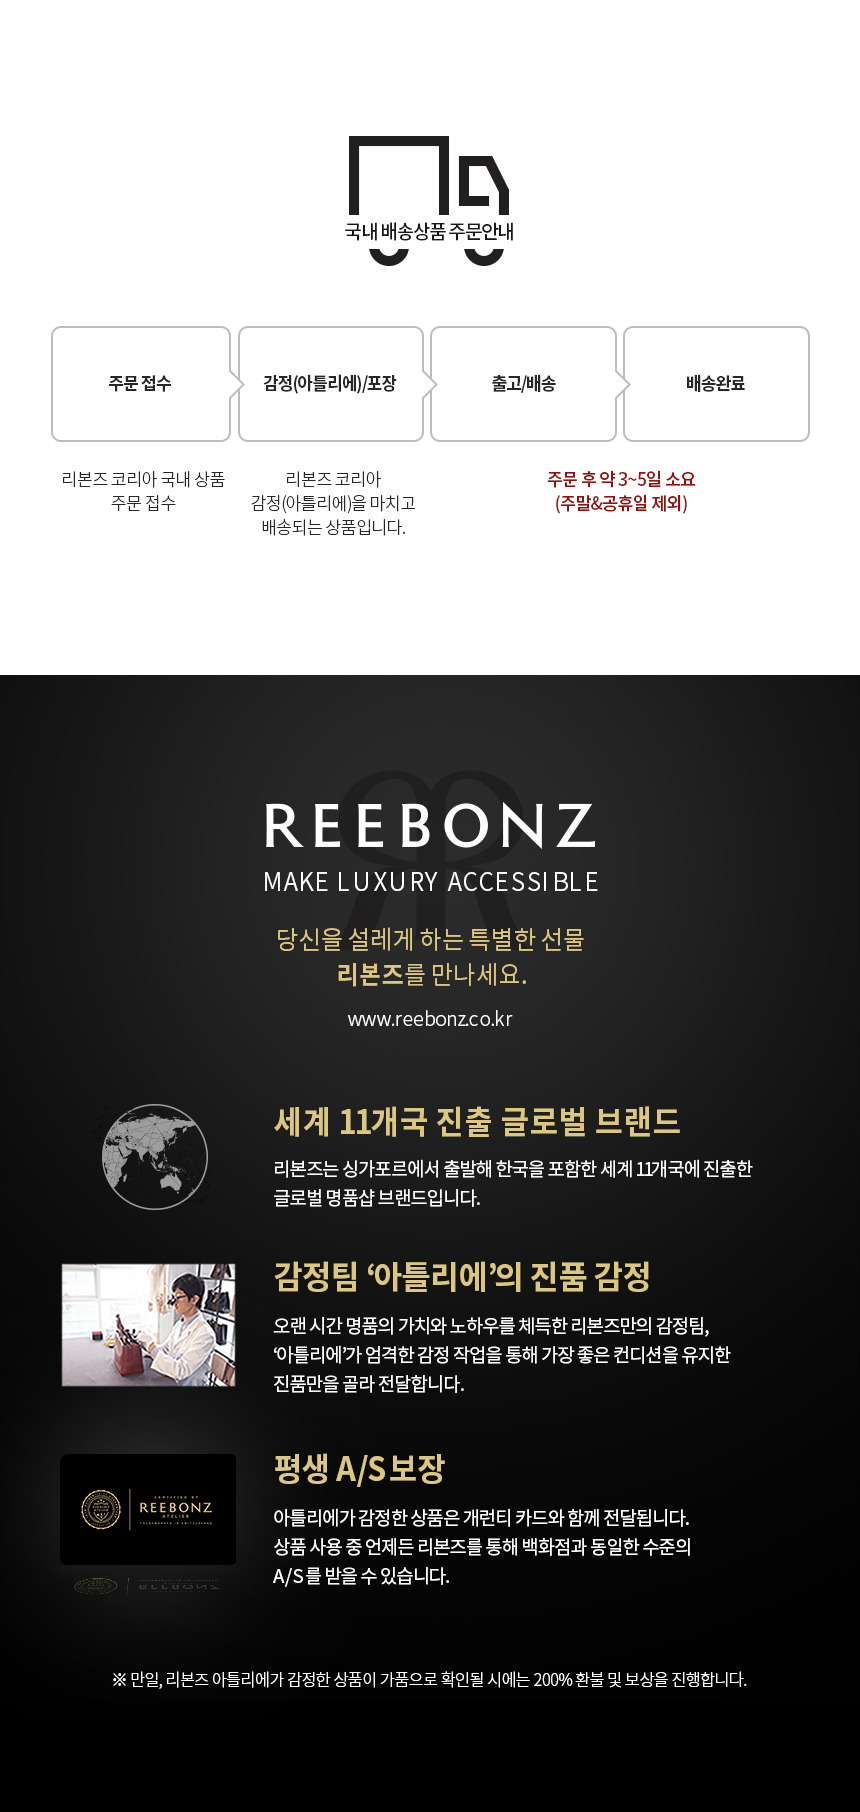 국내 배송상품 주문안내
주문 접수
감정(아틀리에)/포장
출고/배송
배송완료
리본즈 코리아 국내 상품
주문 접수
리본즈 코리아
감정(아틀리에)을 마치고
배송되는 상품입니다.
주문 후 약 3~5일 소요
(주말&공휴일 제외)
REEBONZ
MAKE LUXURY ACCESSIBLE
당신을 설레게 하는 특별한 선물
리본즈를 만나세요.
www.reebonz.co.kr
세계 11개국 진출 글로벌 브랜드
리본즈는 싱가포르에서 출발해 한국을 포함한 세계 11개국에 진출한
글로벌 명품샵 브랜드입니다.
감정팀 ‘아틀리에’의 진품 감정
오랜 시간 명품의 가치와 노하우를 체득한 리본즈만의 감정팀,
‘아틀리에’가 엄격한 감정 작업을 통해 가장 좋은 컨디션을 유지한
진품만을 골라 전달합니다.
평생 A/S 보장
아틀리에가 감정한 상품은 개런티 카드와 함께 전달됩니다.
상품 사용 중 언제든 리본즈를 통해 백화점과 동일한 수준의
A/S를 받을 수 있습니다.
CERTIFIED BY
REEBONZ
ATELIER
※ 만일, 리본즈 아틀리에가 감정한 상품이 가품으로 확인될 시에는 200% 환불 및 보상을 진행합니다.